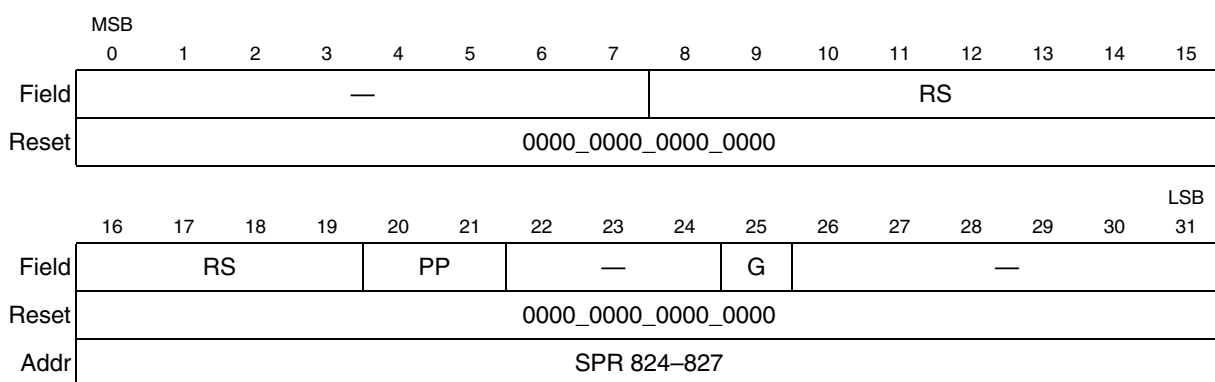 MSB
0 1 2 3 4 5 6 7 8 9 10 11 12 13 14 15
Field — RS
Reset 0000_0000_0000_0000
LSB
16 17 18 19 20 21 22 23 24 25 26 27 28 29 30 31
Field RS PP — G —
Reset 0000_0000_0000_0000
Addr SPR 824–827